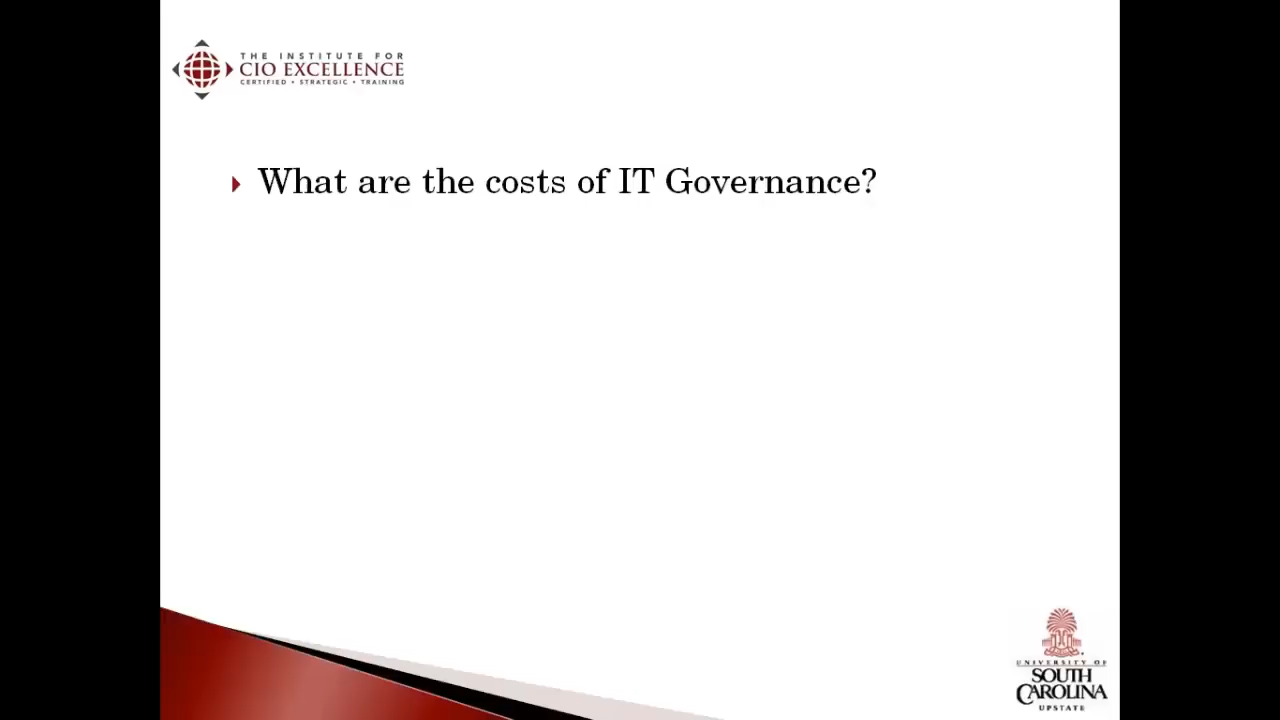 THE INSTITUTE FOR
CIO EXCELLENCE
CERTIFIED • STRATEGIC • TRAINING
What are the costs of IT Governance?
UNIVERSITY OF
SOUTH
CAROLINA
UPSTATE